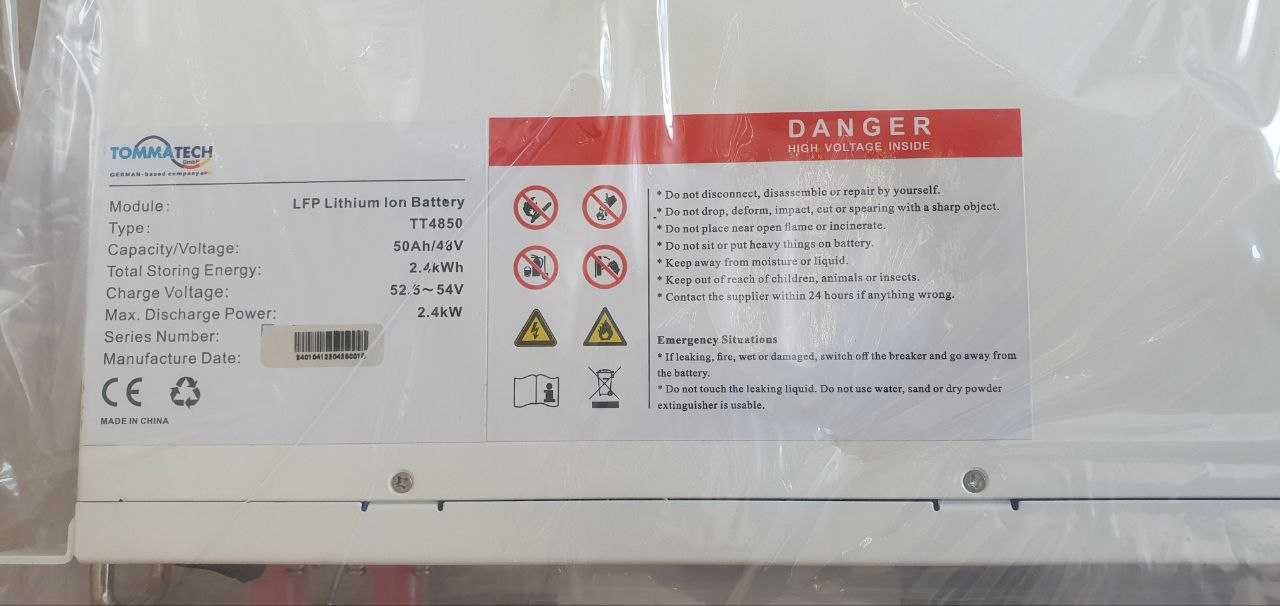 TOMMATECH
GmbH
GERMAN-based company
Module: LFP Lithium Ion Battery
Type: TT4850
Capacity/Voltage: 50Ah/48V
Total Storing Energy: 2.4kWh
Charge Voltage: 52.5~54V
Max. Discharge Power: 2.4kW
Series Number:
Manufacture Date:
CE
MADE IN CHINA
DANGER
HIGH VOLTAGE INSIDE
* Do not disconnect, disassemble or repair by yourself.
* Do not drop, deform, impact, cut or spearing with a sharp object.
* Do not place near open flame or incinerate.
* Do not sit or put heavy things on battery.
* Keep away from moisture or liquid.
* Keep out of reach of children, animals or insects.
* Contact the supplier within 24 hours if anything wrong.
Emergency Situations
* If leaking, fire, wet or damaged, switch off the breaker and go away from
the battery.
* Do not touch the leaking liquid. Do not use water, sand or dry powder
extinguisher is usable.